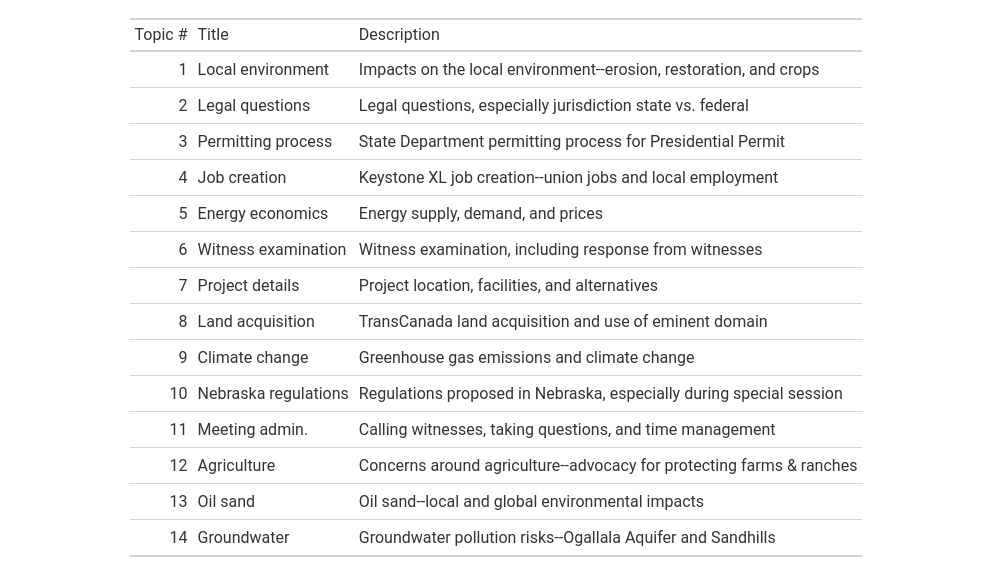 Topic # Title Description
1 Local environment Impacts on the local environment--erosion, restoration, and crops
2 Legal questions Legal questions, especially jurisdiction state vs. federal
3 Permitting process State Department permitting process for Presidential Permit
4 Job creation Keystone XL job creation--union jobs and local employment
5 Energy economics Energy supply, demand, and prices
6 Witness examination Witness examination, including response from witnesses
7 Project details Project location, facilities, and alternatives
8 Land acquisition TransCanada land acquisition and use of eminent domain
9 Climate change Greenhouse gas emissions and climate change
10 Nebraska regulations Regulations proposed in Nebraska, especially during special session
11 Meeting admin. Calling witnesses, taking questions, and time management
12 Agriculture Concerns around agriculture--advocacy for protecting farms & ranches
13 Oil sand Oil sand--local and global environmental impacts
14 Groundwater Groundwater pollution risks--Ogallala Aquifer and Sandhills